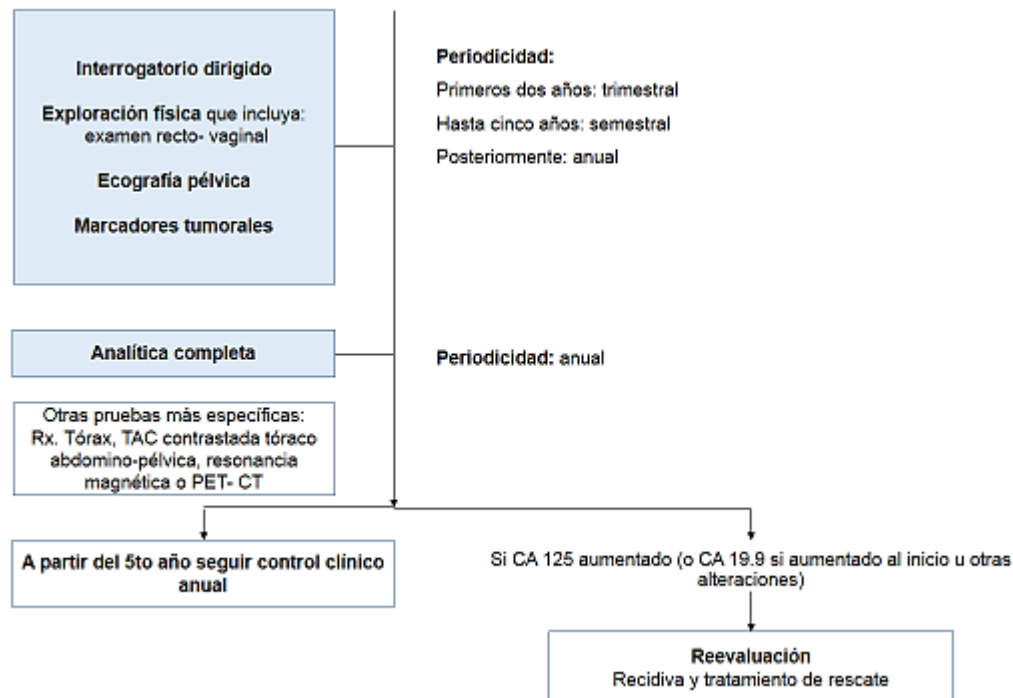 Interrogatorio dirigido
Exploración física que incluya:
examen recto- vaginal
Ecografía pélvica
Marcadores tumorales
Periodicidad:
Primeros dos años: trimestral
Hasta cinco años: semestral
Posteriormente: anual
Analítica completa
Periodicidad: anual
Otras pruebas más específicas:
Rx. Tórax, TAC contrastada tóraco
abdomino-pélvica, resonancia
magnética o PET- CT
A partir del 5to año seguir control clínico
anual
Si CA 125 aumentado (o CA 19.9 si aumentado al inicio u otras
alteraciones)
Reevaluación
Recidiva y tratamiento de rescate